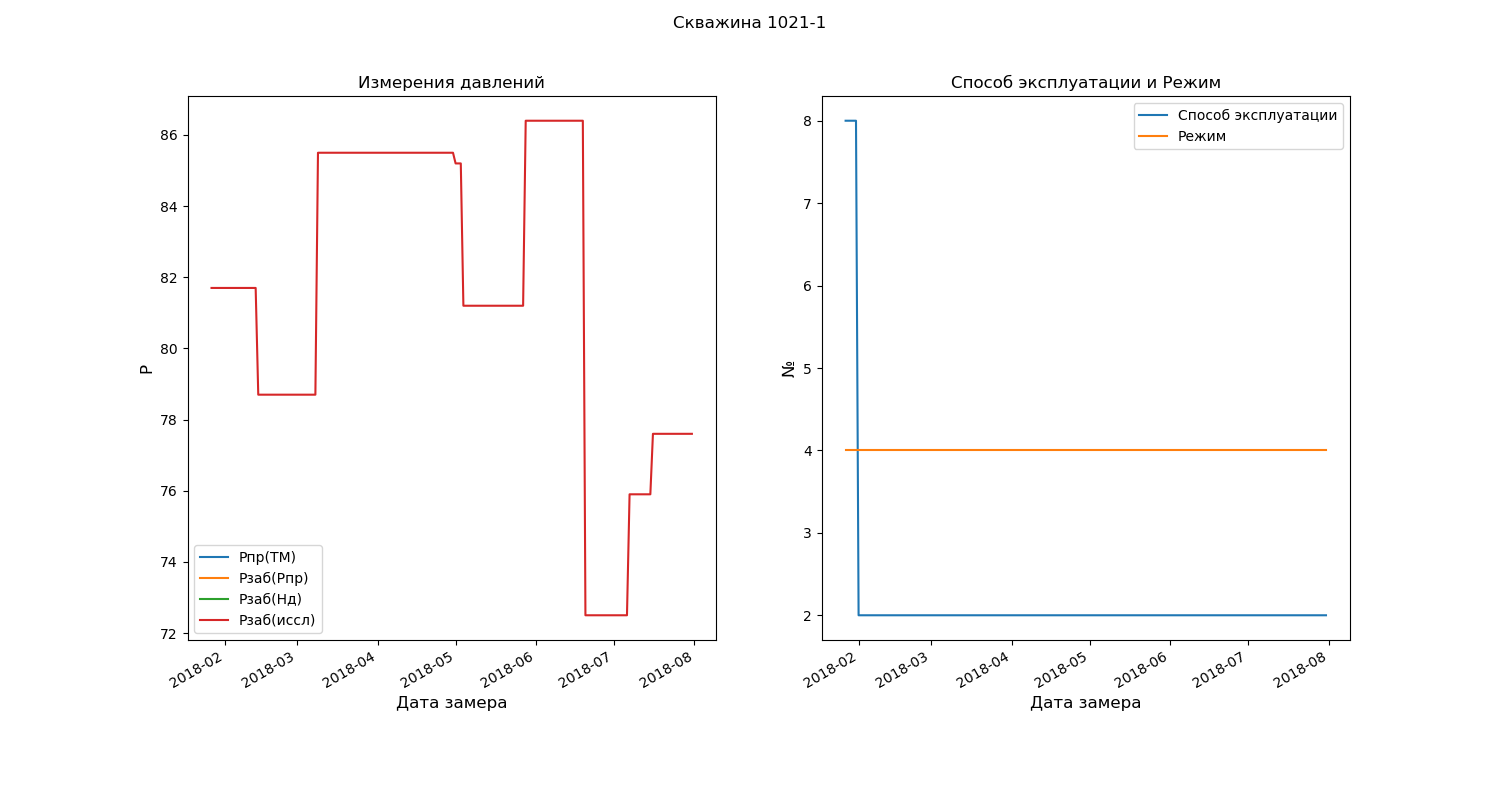 Скважина 1021-1
Измерения давлений
P
86
84
82
80
78
76
74
72
Рпр(ТМ)
Рзаб(Рпр)
Рзаб(Нд)
Рзаб(иссл)
2018-02
2018-03
2018-04
2018-05
2018-06
2018-07
2018-08
Дата замера
Способ эксплуатации и Режим
№
8
7
6
5
4
3
2
Способ эксплуатации
Режим
2018-02
2018-03
2018-04
2018-05
2018-06
2018-07
2018-08
Дата замера